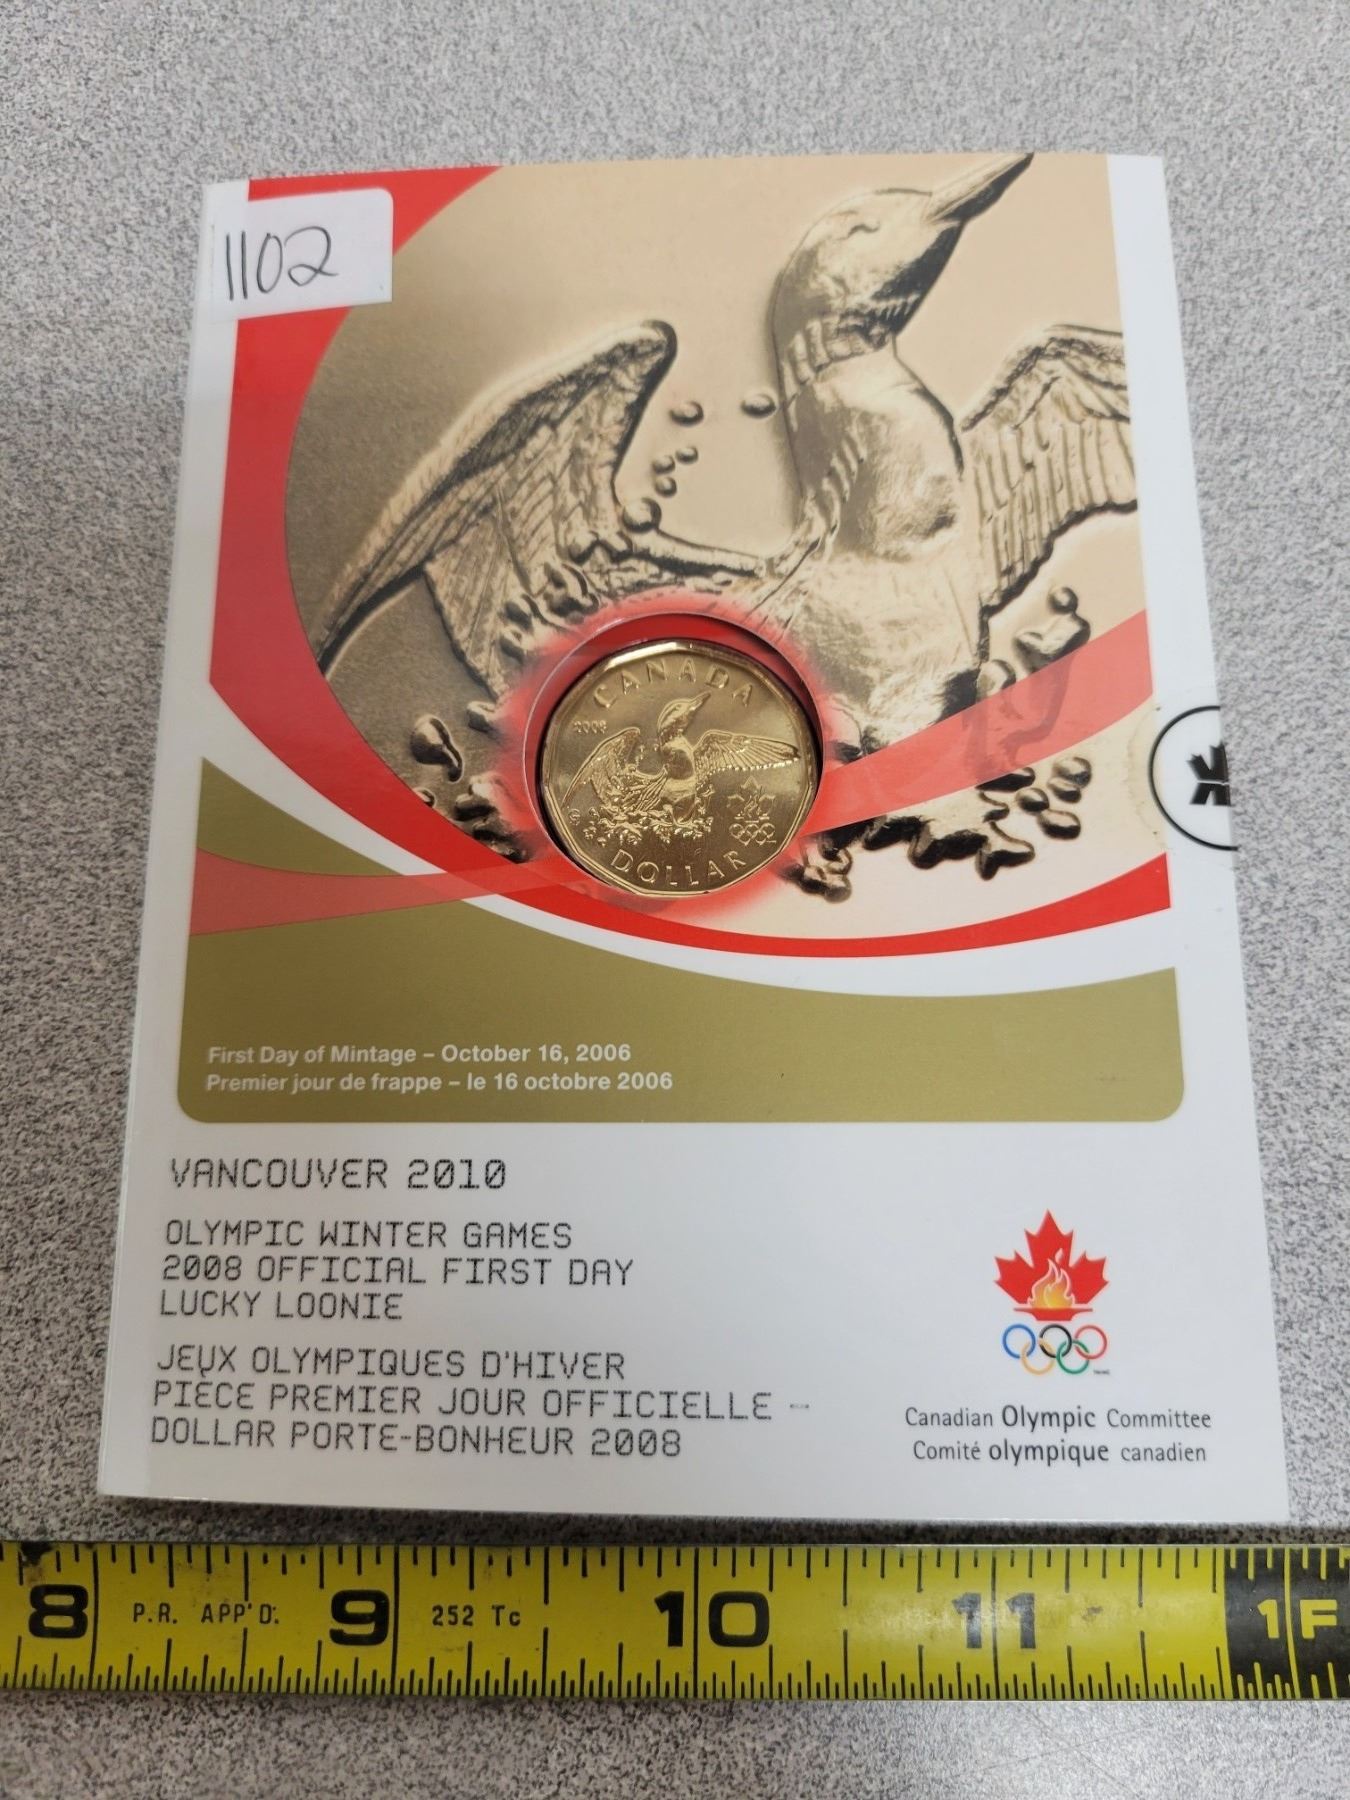 1102
CANADA
2008
DOLLAR
First Day of Mintage – October 16, 2006
Premier jour de frappe – le 16 octobre 2006
VANCOUVER 2010
OLYMPIC WINTER GAMES
2008 OFFICIAL FIRST DAY
LUCKY LOONIE
JEUX OLYMPIQUES D'HIVER
PIÈCE PREMIER JOUR OFFICIELLE –
DOLLAR PORTE-BONHEUR 2008
Canadian Olympic Committee
Comité olympique canadien
8 P.R. APP'D. 9 252 Tc 10 11 1F